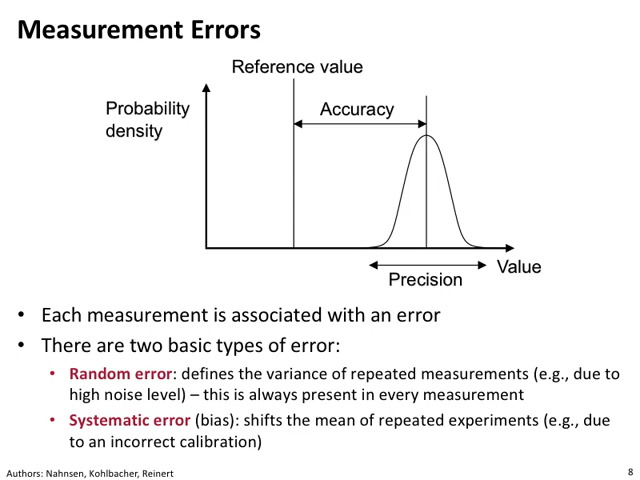 Measurement Errors
Reference value
Probability
density
Accuracy
Value
Precision
• Each measurement is associated with an error
• There are two basic types of error:
• Random error: defines the variance of repeated measurements (e.g., due to
high noise level) – this is always present in every measurement
• Systematic error (bias): shifts the mean of repeated experiments (e.g., due
to an incorrect calibration)
Authors: Nahnsen, Kohlbacher, Reinert
8